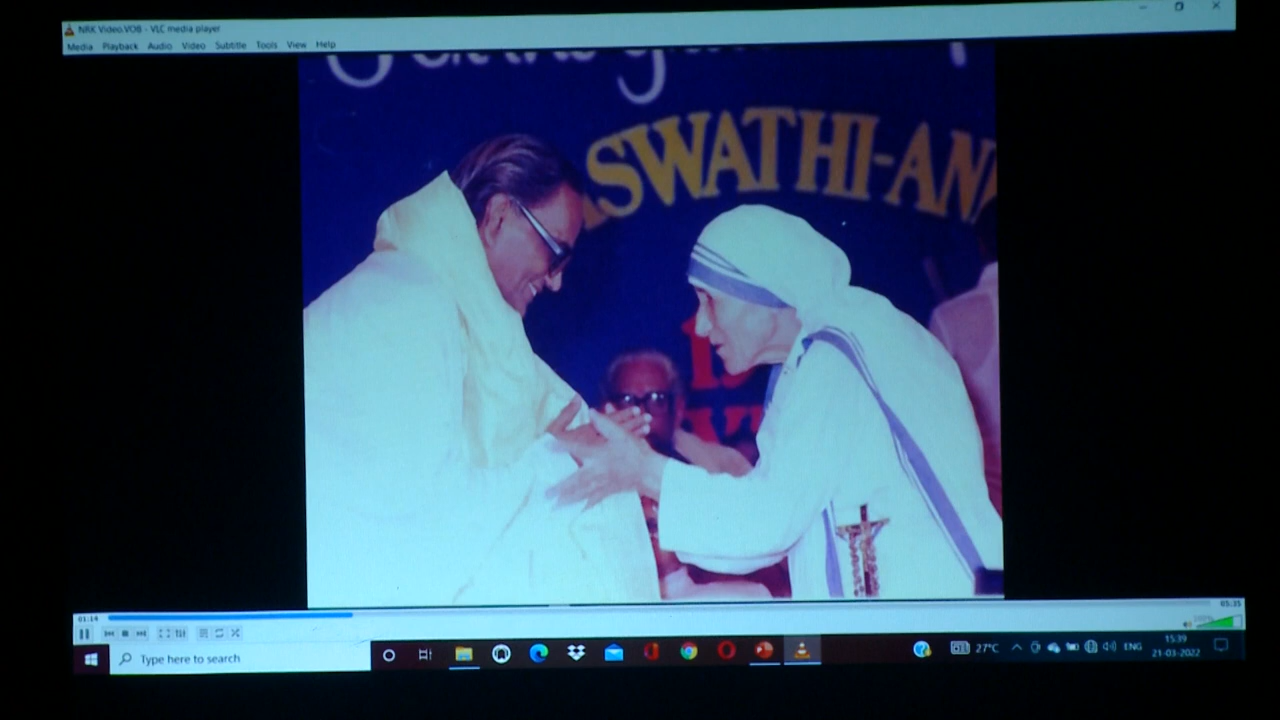 NRK Video.VOB - VLC media player
Media Playback Audio Video Subtitle Tools View Help
ASWATHI-AN
01:14
05:35
Type here to search
27°C
ENG
15:39
21-03-2022